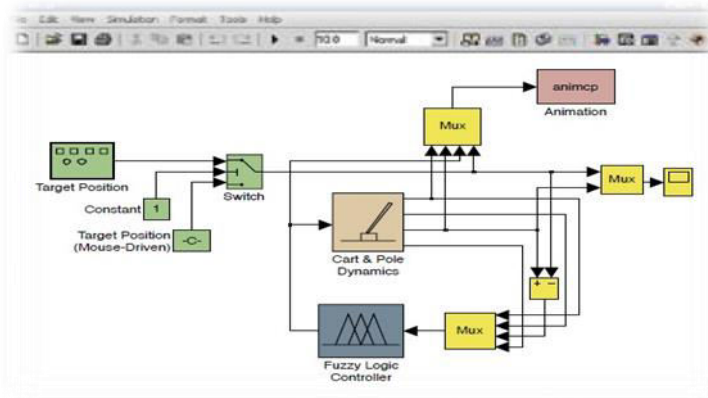 Edit View Simulation Format Tools Help
10.0 Normal
animcp
Animation
Mux
Target Position
Switch
Mux
Constant
1
Target Position
(Mouse-Driven)
-C-
Cart & Pole
Dynamics
+ -
Mux
Fuzzy Logic
Controller